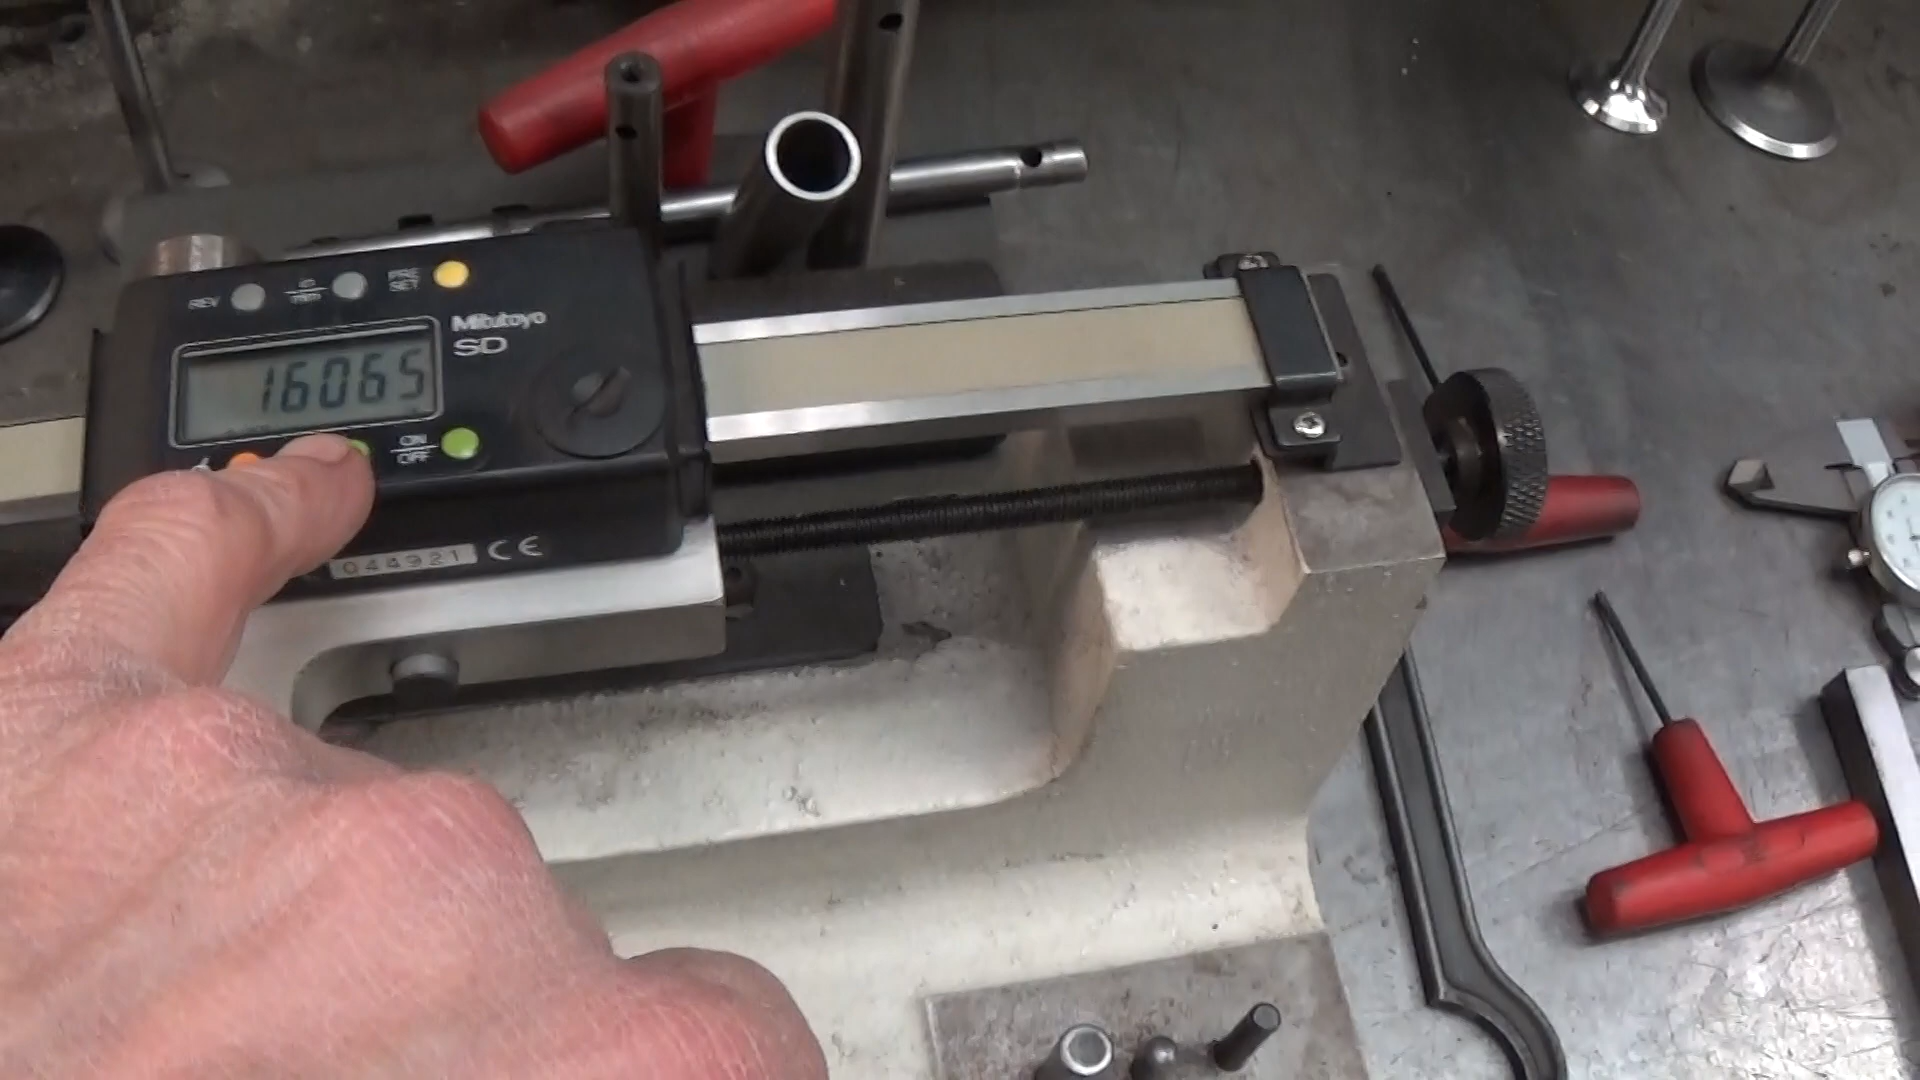 REV
in/mm
PRE SET
Mitutoyo
SD
16065
ON/OFF
044921
CE